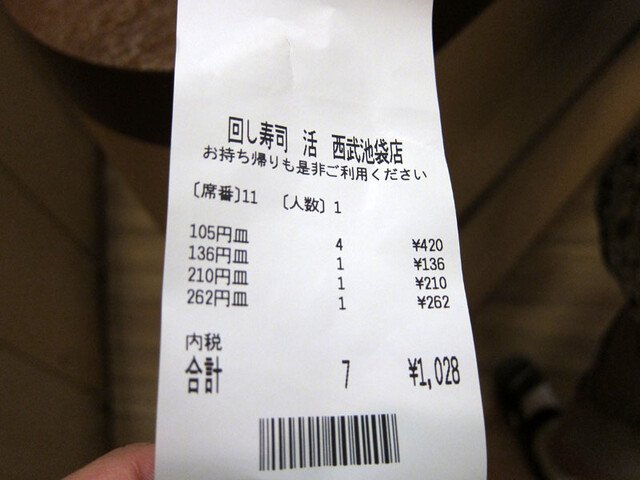 回し寿司 活 西武池袋店
お持ち帰りも是非ご利用ください
〔席番〕11 〔人数〕1
105円皿 4 ¥420
136円皿 1 ¥136
210円皿 1 ¥210
262円皿 1 ¥262
内税
合計 7 ¥1,028